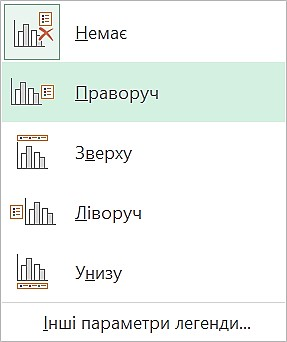 Немає
Праворуч
Зверху
Ліворуч
Унизу
Інші параметри легенди...